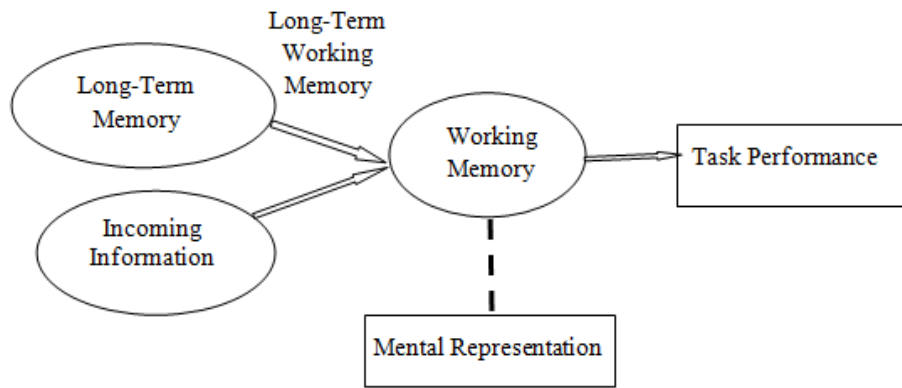 Long-Term
Working
Memory
Long-Term
Memory
Working
Memory
Task Performance
Incoming
Information
Mental Representation